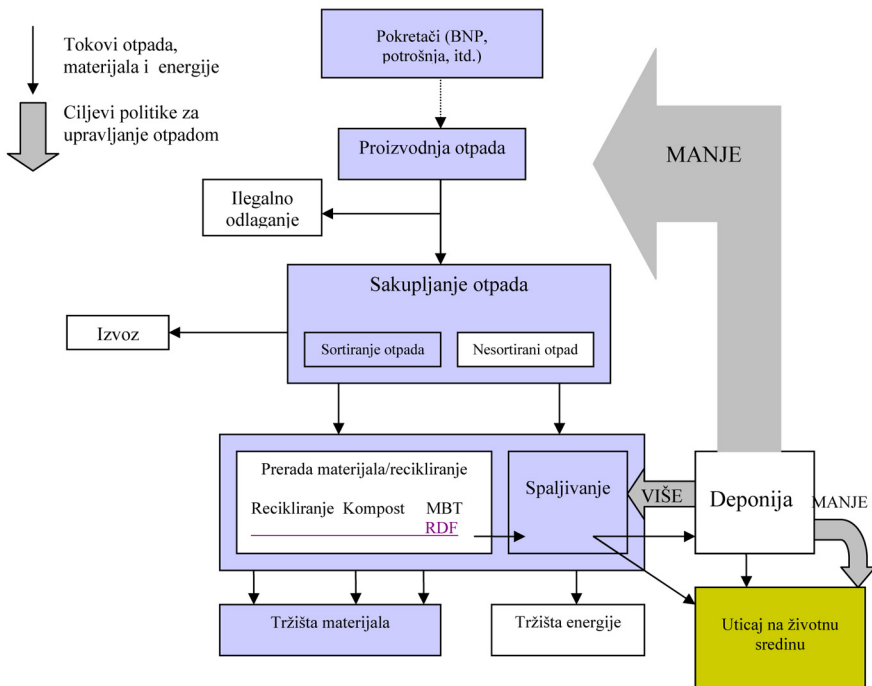 Tokovi otpada,
materijala i energije
Ciljevi politike za
upravljanje otpadom
Pokretači (BNP,
potrošnja, itd.)
MANJE
Proizvodnja otpada
Ilegalno
odlaganje
Sakupljanje otpada
Izvoz
Sortiranje otpada
Nesortirani otpad
Prerada materijala/recikliranje
Recikliranje Kompost MBT
RDF
Spaljivanje
VIŠE
Deponija
MANJE
Tržišta materijala
Tržišta energije
Uticaj na životnu
sredinu